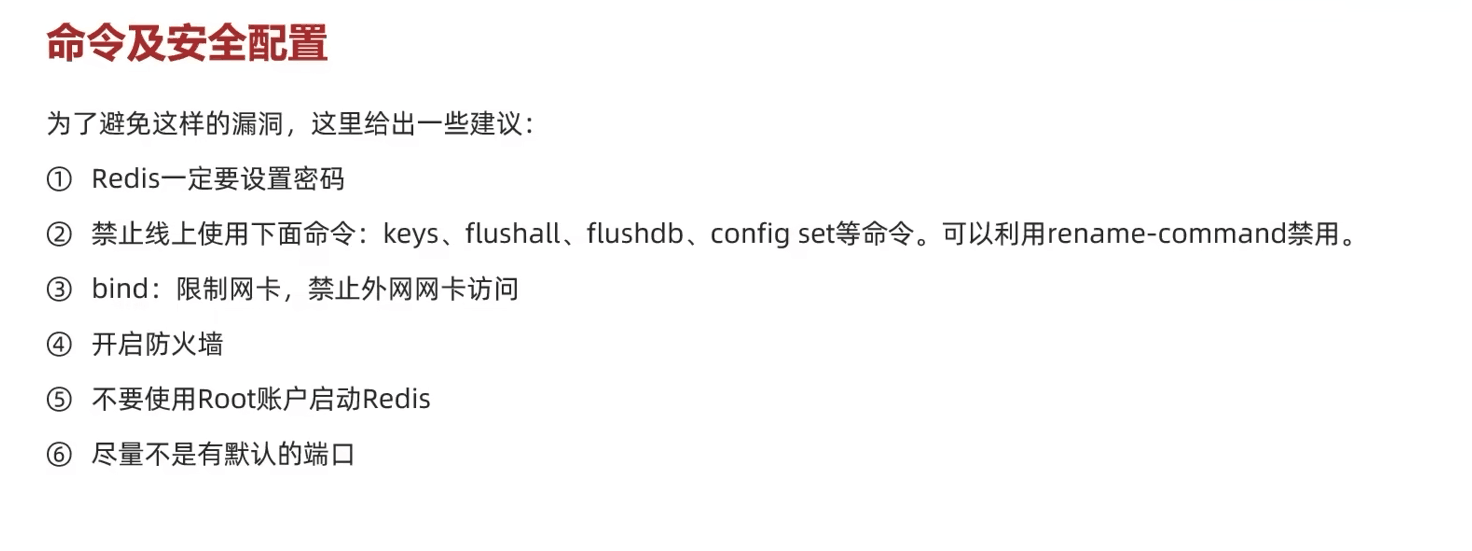 命令及安全配置
为了避免这样的漏洞，这里给出一些建议：
① Redis一定要设置密码
② 禁止线上使用下面命令：keys、flushall、flushdb、config set等命令。可以利用rename-command禁用。
③ bind：限制网卡，禁止外网网卡访问
④ 开启防火墙
⑤ 不要使用Root账户启动Redis
⑥ 尽量不是有默认的端口